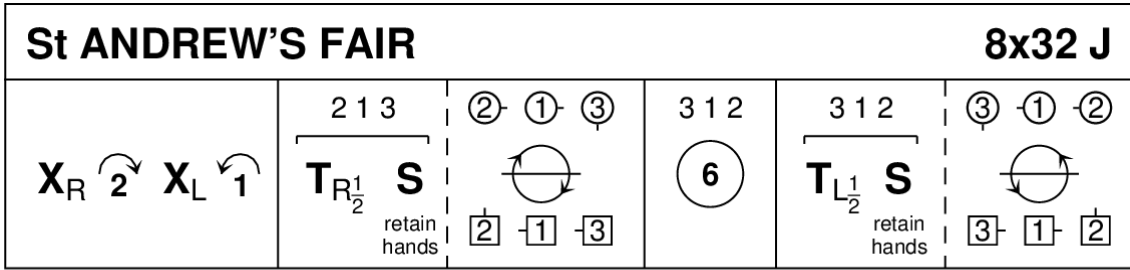 St ANDREW'S FAIR 8x32 J
2 1 3 2 1 3 3 1 2 3 1 2 3 1 2
XR 2 XL 1 TR½ S 6 TL½ S
retain hands retain hands
2 1 3 3 1 2